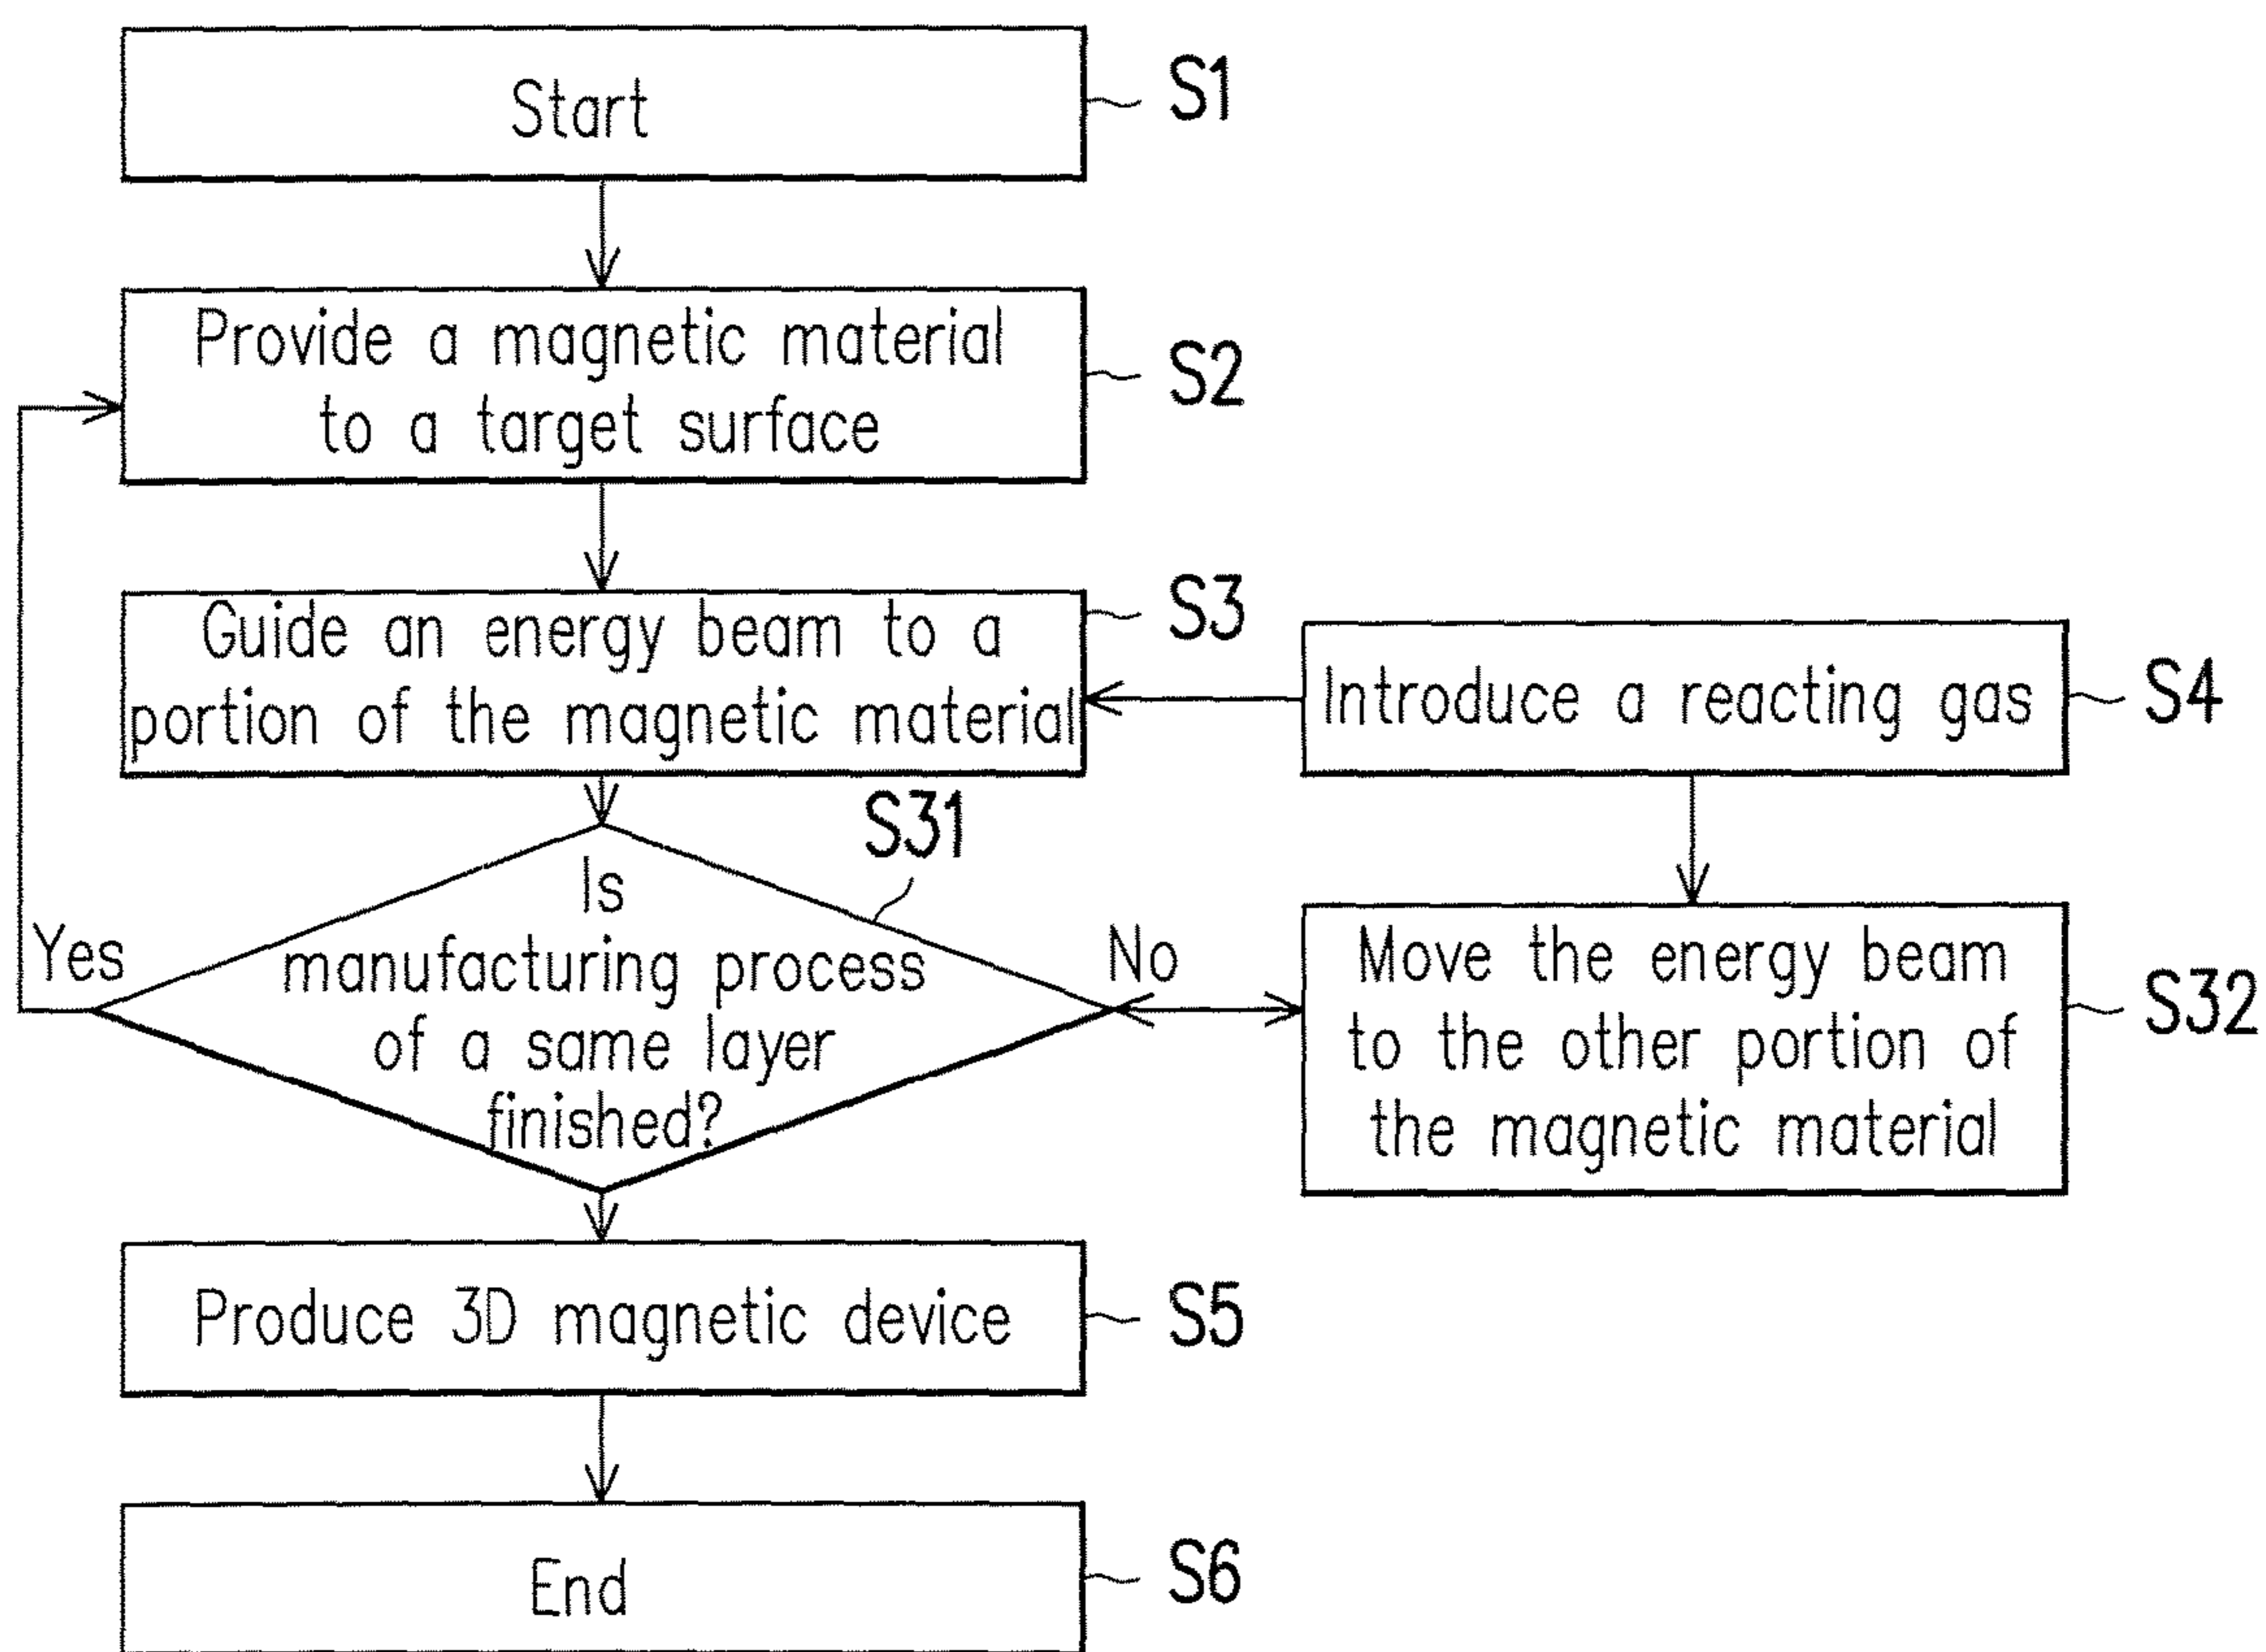 Start
S1
Provide a magnetic material
to a target surface
S2
Guide an energy beam to a
portion of the magnetic material
S3
Introduce a reacting gas
S4
Is
manufacturing process
of a same layer
finished?
S31
Yes
No
Move the energy beam
to the other portion of
the magnetic material
S32
Produce 3D magnetic device
S5
End
S6